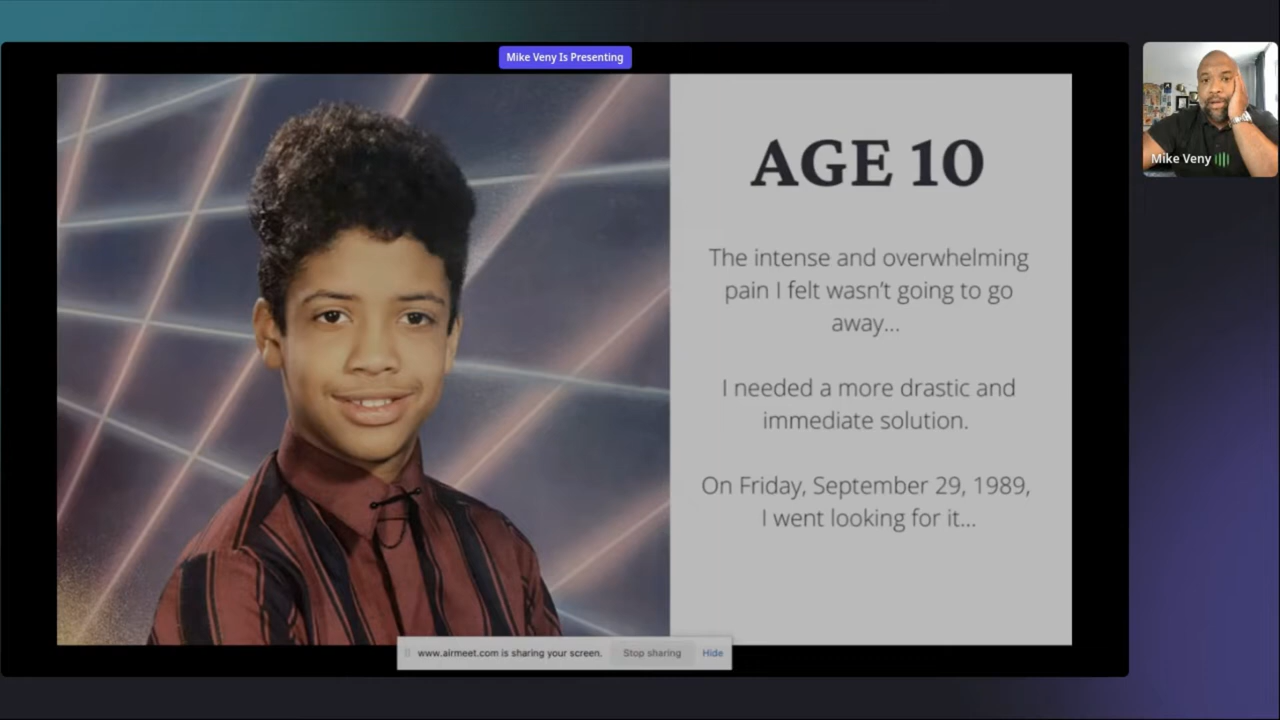 Mike Veny Is Presenting
AGE 10
The intense and overwhelming
pain I felt wasn’t going to go
away...
I needed a more drastic and
immediate solution.
On Friday, September 29, 1989,
I went looking for it...
Mike Veny
www.airmeet.com is sharing your screen.
Stop sharing
Hide